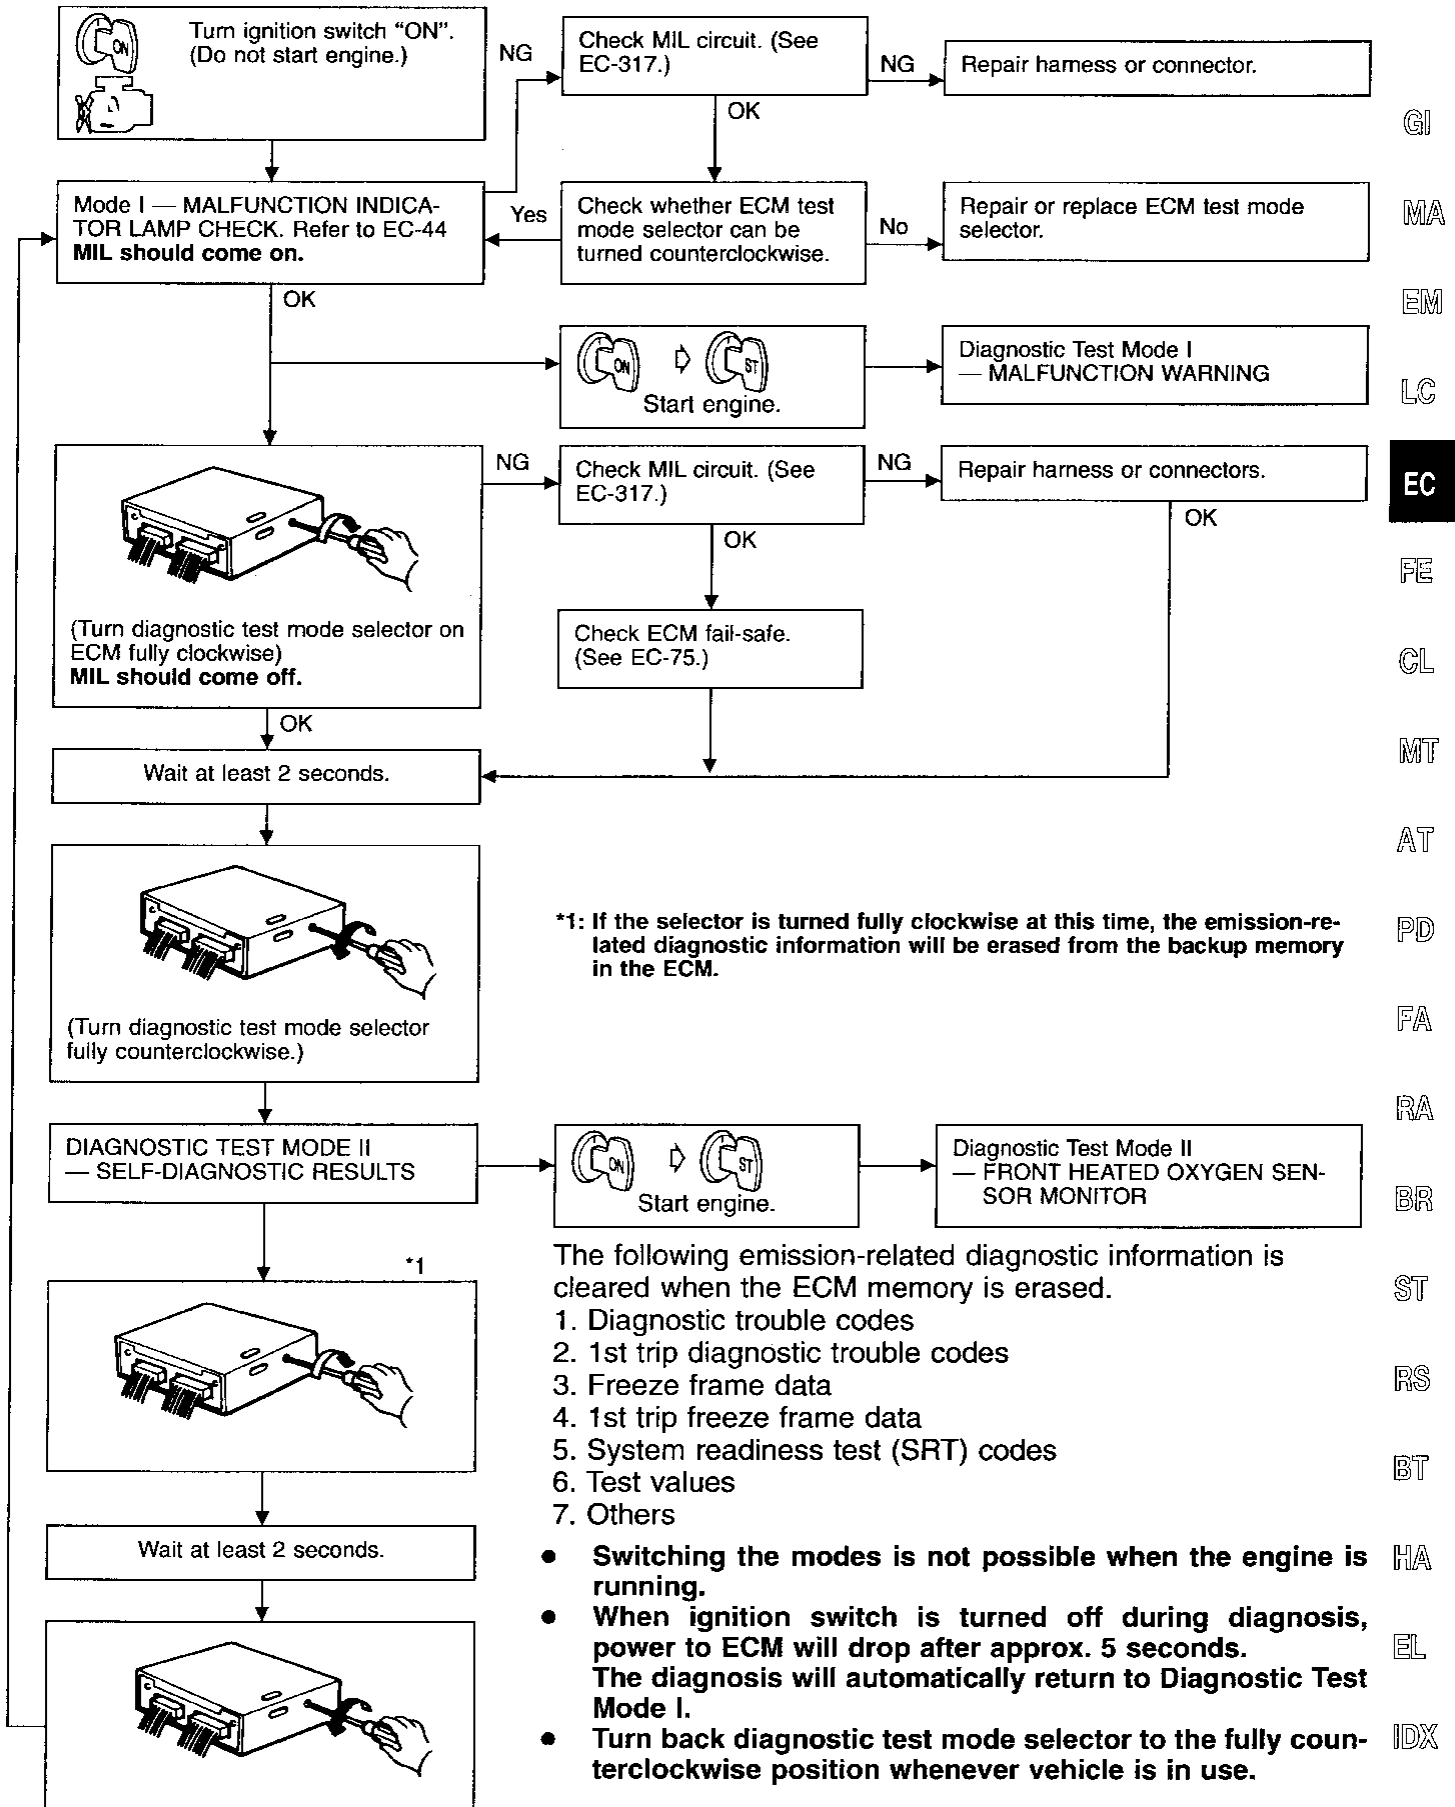 Turn ignition switch “ON”.
(Do not start engine.)
ON
NG
Check MIL circuit. (See
EC-317.)
NG
Repair harness or connector.
OK
Mode I — MALFUNCTION INDICA-
TOR LAMP CHECK. Refer to EC-44
MIL should come on.
Yes
Check whether ECM test
mode selector can be
turned counterclockwise.
No
Repair or replace ECM test mode
selector.
OK
ON
ST
Start engine.
Diagnostic Test Mode I
— MALFUNCTION WARNING
(Turn diagnostic test mode selector on
ECM fully clockwise)
MIL should come off.
NG
Check MIL circuit. (See
EC-317.)
NG
Repair harness or connectors.
OK
OK
Check ECM fail-safe.
(See EC-75.)
OK
Wait at least 2 seconds.
(Turn diagnostic test mode selector
fully counterclockwise.)
*1: If the selector is turned fully clockwise at this time, the emission-re-
lated diagnostic information will be erased from the backup memory
in the ECM.
DIAGNOSTIC TEST MODE II
— SELF-DIAGNOSTIC RESULTS
ON
ST
Start engine.
Diagnostic Test Mode II
— FRONT HEATED OXYGEN SEN-
SOR MONITOR
*1
Wait at least 2 seconds.
The following emission-related diagnostic information is
cleared when the ECM memory is erased.
1. Diagnostic trouble codes
2. 1st trip diagnostic trouble codes
3. Freeze frame data
4. 1st trip freeze frame data
5. System readiness test (SRT) codes
6. Test values
7. Others
● Switching the modes is not possible when the engine is
running.
● When ignition switch is turned off during diagnosis,
power to ECM will drop after approx. 5 seconds.
The diagnosis will automatically return to Diagnostic Test
Mode I.
● Turn back diagnostic test mode selector to the fully coun-
terclockwise position whenever vehicle is in use.
GI
MA
EM
LC
EC
FE
CL
MT
AT
PD
FA
RA
BR
ST
RS
BT
HA
EL
IDX